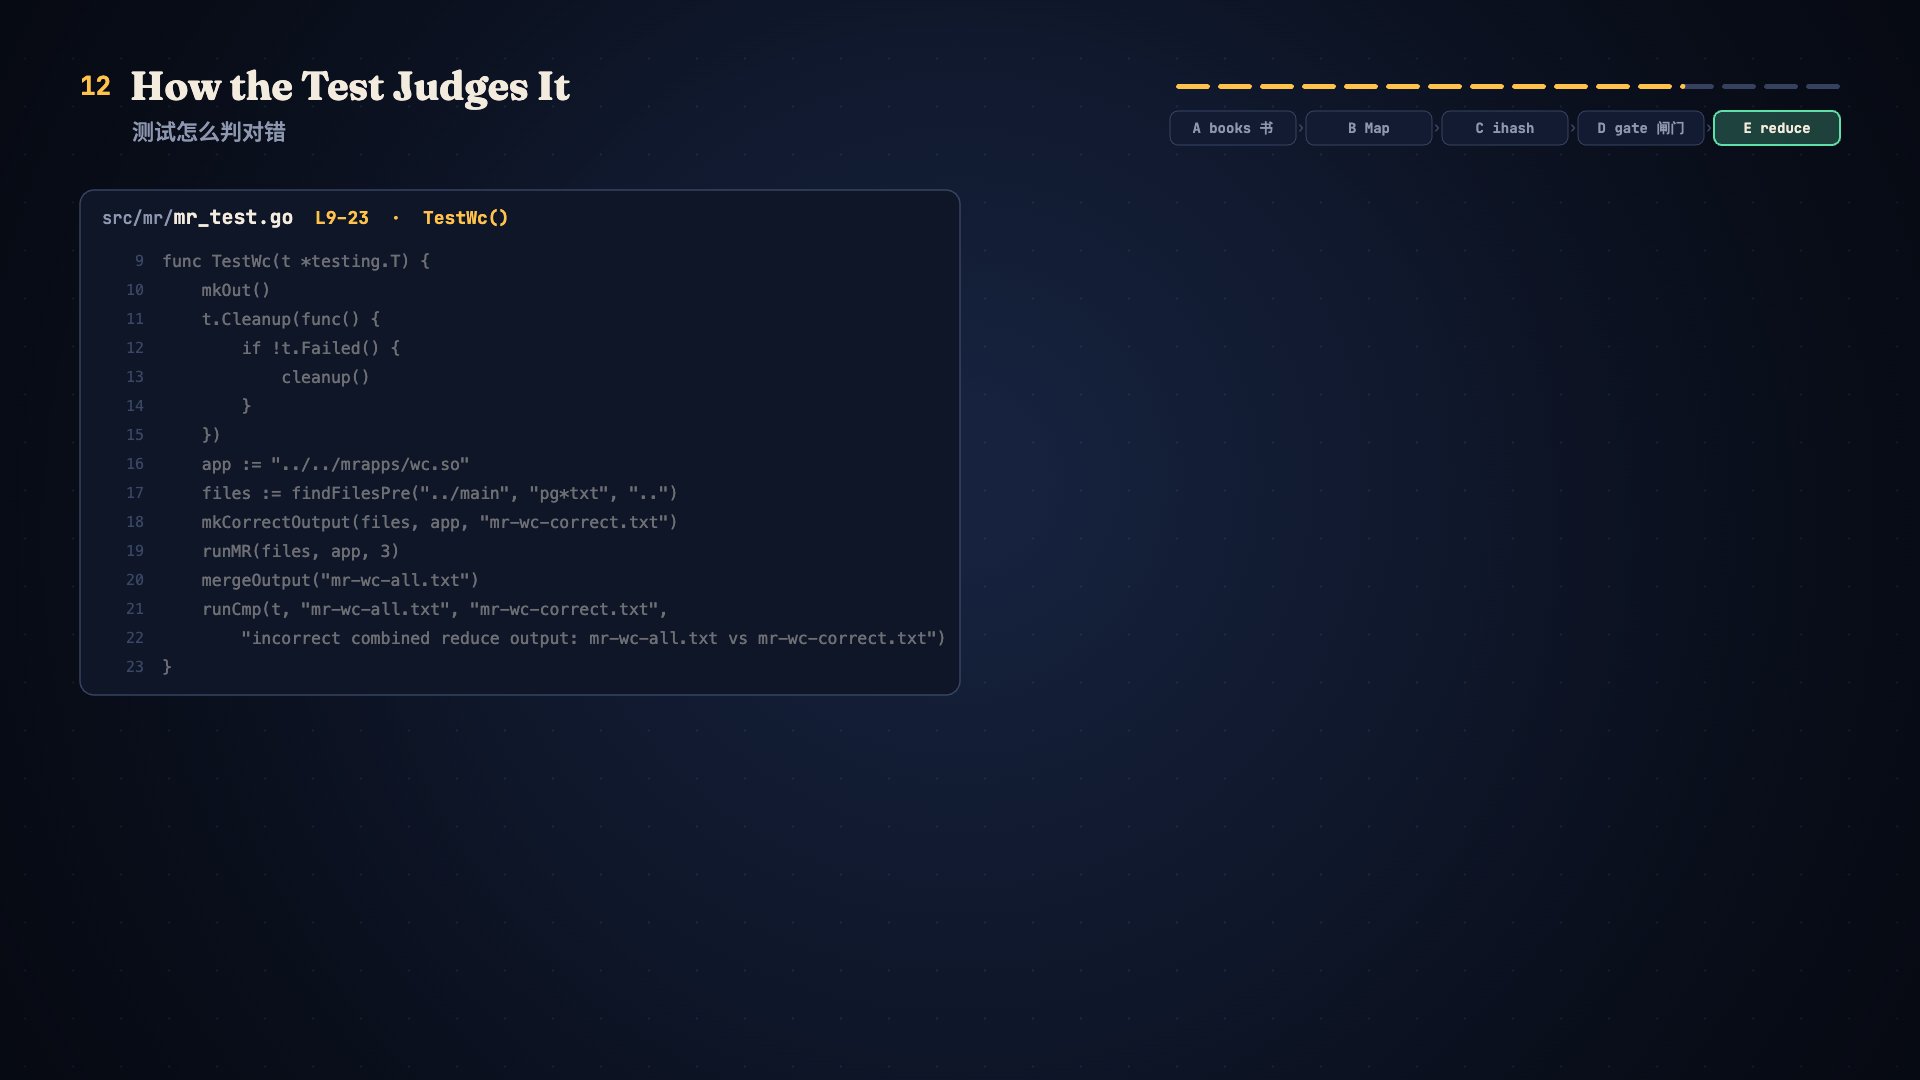 12 How the Test Judges It
测试怎么判对错
A books 书 › B Map › C ihash › D gate 闸门 › E reduce
src/mr/mr_test.go L9-23 · TestWc()
9 func TestWc(t *testing.T) {
10 mkOut()
11 t.Cleanup(func() {
12 if !t.Failed() {
13 cleanup()
14 }
15 })
16 app := "../../mrapps/wc.so"
17 files := findFilesPre("../main", "pg*txt", "..")
18 mkCorrectOutput(files, app, "mr-wc-correct.txt")
19 runMR(files, app, 3)
20 mergeOutput("mr-wc-all.txt")
21 runCmp(t, "mr-wc-all.txt", "mr-wc-correct.txt",
22 "incorrect combined reduce output: mr-wc-all.txt vs mr-wc-correct.txt")
23 }